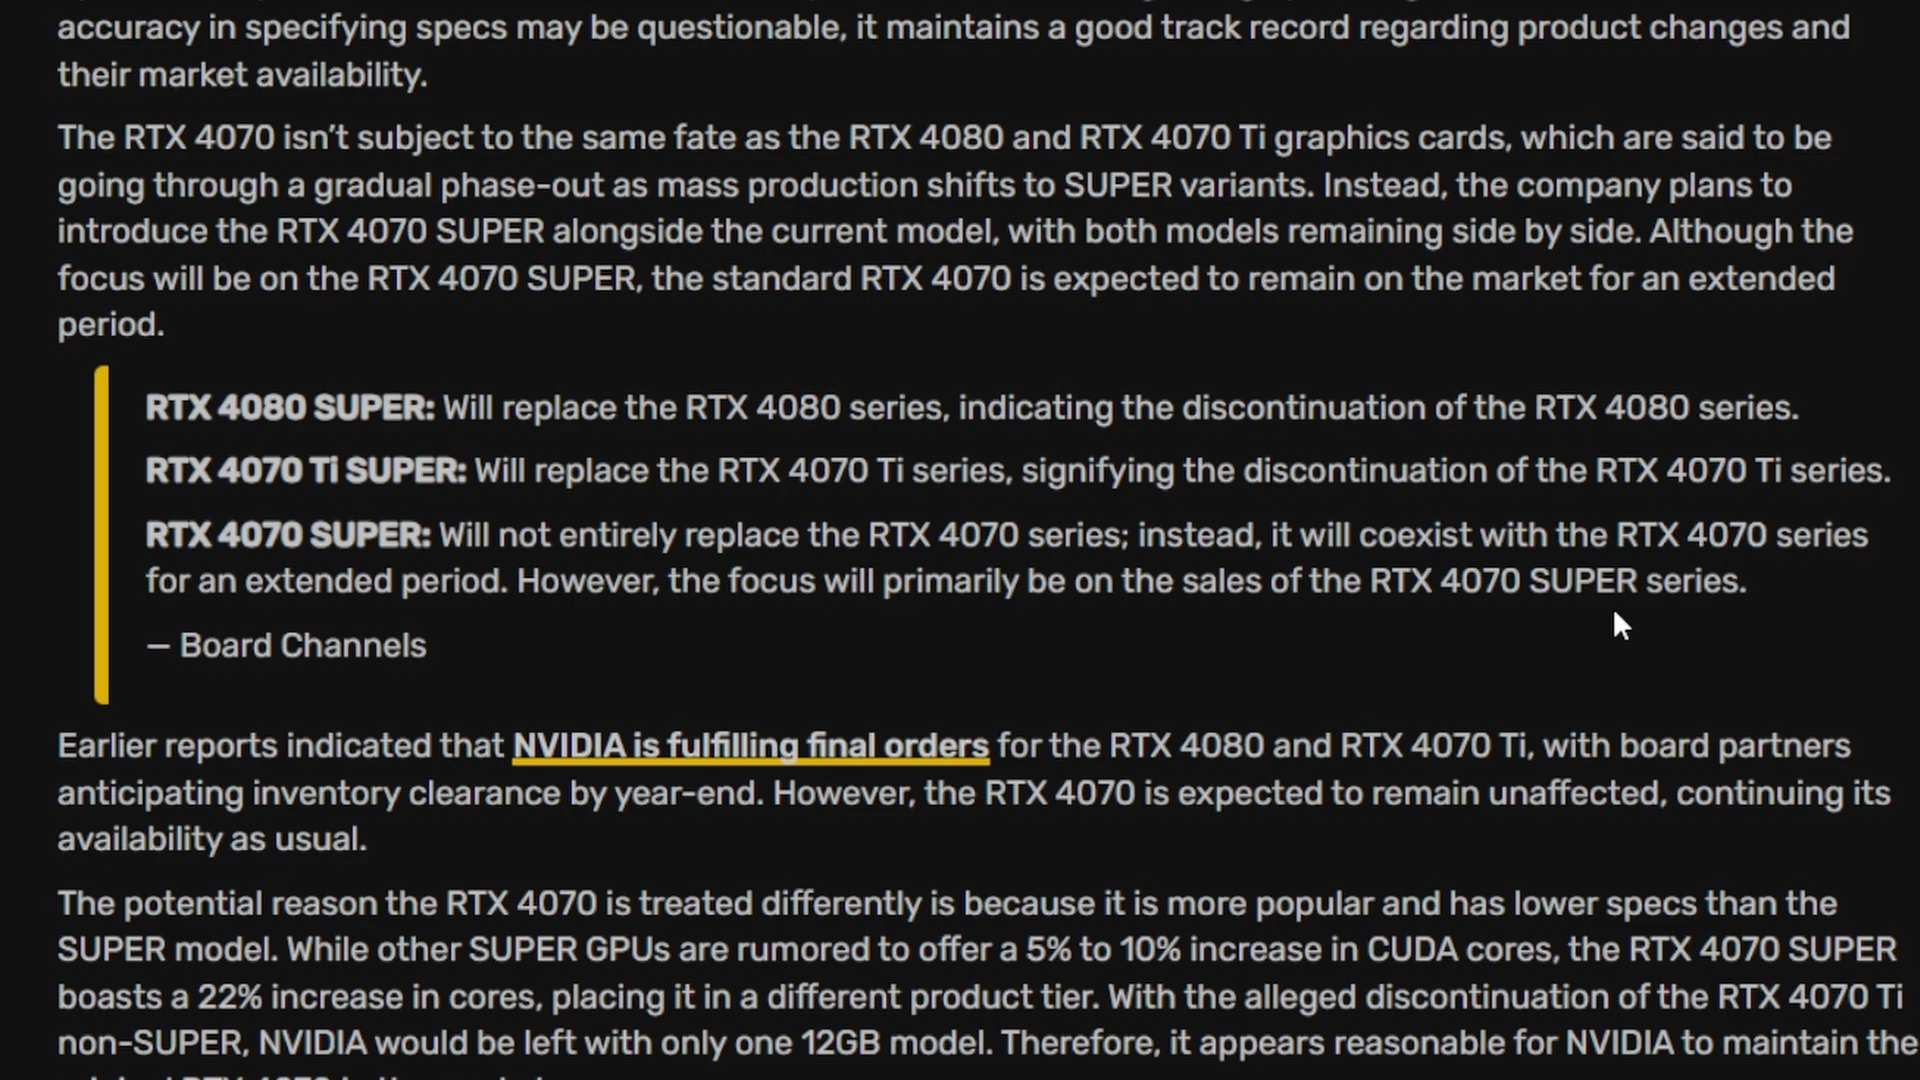 accuracy in specifying specs may be questionable, it maintains a good track record regarding product changes and
their market availability.
The RTX 4070 isn’t subject to the same fate as the RTX 4080 and RTX 4070 Ti graphics cards, which are said to be
going through a gradual phase-out as mass production shifts to SUPER variants. Instead, the company plans to
introduce the RTX 4070 SUPER alongside the current model, with both models remaining side by side. Although the
focus will be on the RTX 4070 SUPER, the standard RTX 4070 is expected to remain on the market for an extended
period.
RTX 4080 SUPER: Will replace the RTX 4080 series, indicating the discontinuation of the RTX 4080 series.
RTX 4070 Ti SUPER: Will replace the RTX 4070 Ti series, signifying the discontinuation of the RTX 4070 Ti series.
RTX 4070 SUPER: Will not entirely replace the RTX 4070 series; instead, it will coexist with the RTX 4070 series
for an extended period. However, the focus will primarily be on the sales of the RTX 4070 SUPER series.
— Board Channels
Earlier reports indicated that NVIDIA is fulfilling final orders for the RTX 4080 and RTX 4070 Ti, with board partners
anticipating inventory clearance by year-end. However, the RTX 4070 is expected to remain unaffected, continuing its
availability as usual.
The potential reason the RTX 4070 is treated differently is because it is more popular and has lower specs than the
SUPER model. While other SUPER GPUs are rumored to offer a 5% to 10% increase in CUDA cores, the RTX 4070 SUPER
boasts a 22% increase in cores, placing it in a different product tier. With the alleged discontinuation of the RTX 4070 Ti
non-SUPER, NVIDIA would be left with only one 12GB model. Therefore, it appears reasonable for NVIDIA to maintain the